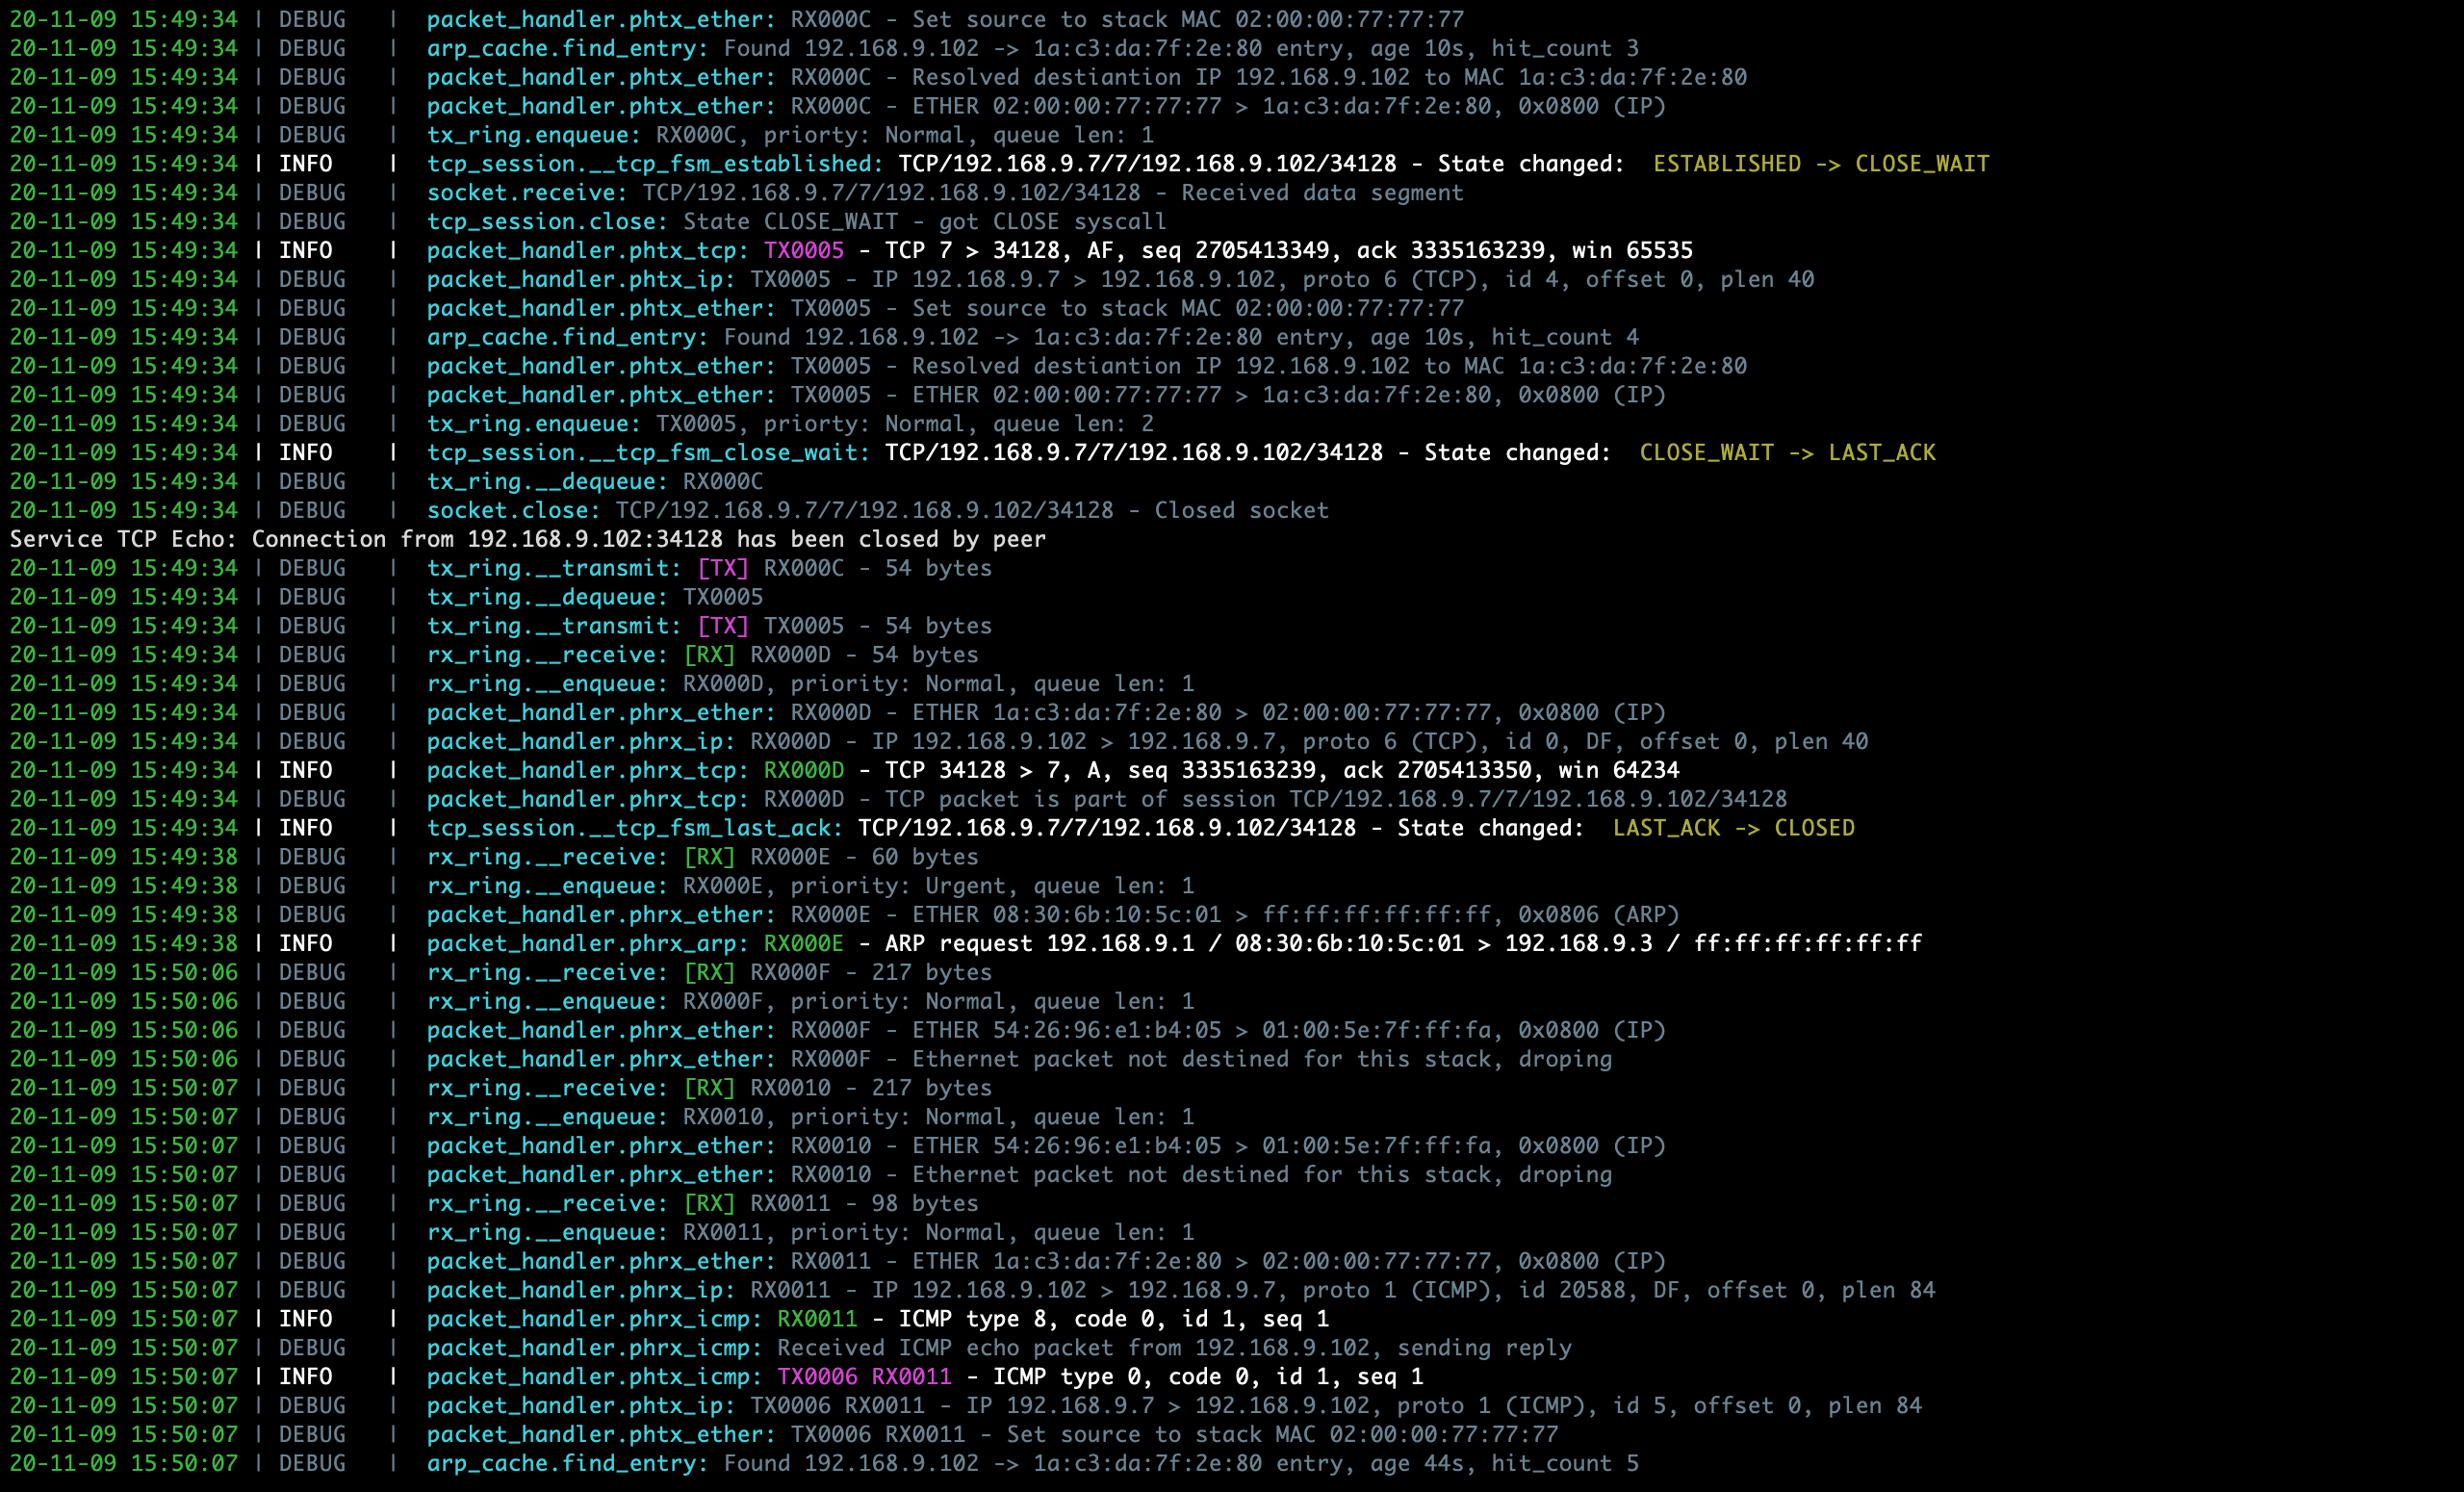 20-11-09 15:49:34 | DEBUG | packet_handler.phtx_ether: RX000C - Set source to stack MAC 02:00:00:77:77:77
20-11-09 15:49:34 | DEBUG | arp_cache.find_entry: Found 192.168.9.102 -> 1a:c3:da:7f:2e:80 entry, age 10s, hit_count 3
20-11-09 15:49:34 | DEBUG | packet_handler.phtx_ether: RX000C - Resolved destiantion IP 192.168.9.102 to MAC 1a:c3:da:7f:2e:80
20-11-09 15:49:34 | DEBUG | packet_handler.phtx_ether: RX000C - ETHER 02:00:00:77:77:77 > 1a:c3:da:7f:2e:80, 0x0800 (IP)
20-11-09 15:49:34 | DEBUG | tx_ring.enqueue: RX000C, priorty: Normal, queue len: 1
20-11-09 15:49:34 | INFO | tcp_session.__tcp_fsm_established: TCP/192.168.9.7/7/192.168.9.102/34128 - State changed: ESTABLISHED -> CLOSE_WAIT
20-11-09 15:49:34 | DEBUG | socket.receive: TCP/192.168.9.7/7/192.168.9.102/34128 - Received data segment
20-11-09 15:49:34 | DEBUG | tcp_session.close: State CLOSE_WAIT - got CLOSE syscall
20-11-09 15:49:34 | INFO | packet_handler.phtx_tcp: TX0005 - TCP 7 > 34128, AF, seq 2705413349, ack 3335163239, win 65535
20-11-09 15:49:34 | DEBUG | packet_handler.phtx_ip: TX0005 - IP 192.168.9.7 > 192.168.9.102, proto 6 (TCP), id 4, offset 0, plen 40
20-11-09 15:49:34 | DEBUG | packet_handler.phtx_ether: TX0005 - Set source to stack MAC 02:00:00:77:77:77
20-11-09 15:49:34 | DEBUG | arp_cache.find_entry: Found 192.168.9.102 -> 1a:c3:da:7f:2e:80 entry, age 10s, hit_count 4
20-11-09 15:49:34 | DEBUG | packet_handler.phtx_ether: TX0005 - Resolved destiantion IP 192.168.9.102 to MAC 1a:c3:da:7f:2e:80
20-11-09 15:49:34 | DEBUG | packet_handler.phtx_ether: TX0005 - ETHER 02:00:00:77:77:77 > 1a:c3:da:7f:2e:80, 0x0800 (IP)
20-11-09 15:49:34 | DEBUG | tx_ring.enqueue: TX0005, priorty: Normal, queue len: 2
20-11-09 15:49:34 | INFO | tcp_session.__tcp_fsm_close_wait: TCP/192.168.9.7/7/192.168.9.102/34128 - State changed: CLOSE_WAIT -> LAST_ACK
20-11-09 15:49:34 | DEBUG | tx_ring.__dequeue: RX000C
20-11-09 15:49:34 | DEBUG | socket.close: TCP/192.168.9.7/7/192.168.9.102/34128 - Closed socket
Service TCP Echo: Connection from 192.168.9.102:34128 has been closed by peer
20-11-09 15:49:34 | DEBUG | tx_ring.__transmit: [TX] RX000C - 54 bytes
20-11-09 15:49:34 | DEBUG | tx_ring.__dequeue: TX0005
20-11-09 15:49:34 | DEBUG | tx_ring.__transmit: [TX] TX0005 - 54 bytes
20-11-09 15:49:34 | DEBUG | rx_ring.__receive: [RX] RX000D - 54 bytes
20-11-09 15:49:34 | DEBUG | rx_ring.__enqueue: RX000D, priority: Normal, queue len: 1
20-11-09 15:49:34 | DEBUG | packet_handler.phrx_ether: RX000D - ETHER 1a:c3:da:7f:2e:80 > 02:00:00:77:77:77, 0x0800 (IP)
20-11-09 15:49:34 | DEBUG | packet_handler.phrx_ip: RX000D - IP 192.168.9.102 > 192.168.9.7, proto 6 (TCP), id 0, DF, offset 0, plen 40
20-11-09 15:49:34 | INFO | packet_handler.phrx_tcp: RX000D - TCP 34128 > 7, A, seq 3335163239, ack 2705413350, win 64234
20-11-09 15:49:34 | DEBUG | packet_handler.phrx_tcp: RX000D - TCP packet is part of session TCP/192.168.9.7/7/192.168.9.102/34128
20-11-09 15:49:34 | INFO | tcp_session.__tcp_fsm_last_ack: TCP/192.168.9.7/7/192.168.9.102/34128 - State changed: LAST_ACK -> CLOSED
20-11-09 15:49:38 | DEBUG | rx_ring.__receive: [RX] RX000E - 60 bytes
20-11-09 15:49:38 | DEBUG | rx_ring.__enqueue: RX000E, priority: Urgent, queue len: 1
20-11-09 15:49:38 | DEBUG | packet_handler.phrx_ether: RX000E - ETHER 08:30:6b:10:5c:01 > ff:ff:ff:ff:ff:ff, 0x0806 (ARP)
20-11-09 15:49:38 | INFO | packet_handler.phrx_arp: RX000E - ARP request 192.168.9.1 / 08:30:6b:10:5c:01 > 192.168.9.3 / ff:ff:ff:ff:ff:ff
20-11-09 15:50:06 | DEBUG | rx_ring.__receive: [RX] RX000F - 217 bytes
20-11-09 15:50:06 | DEBUG | rx_ring.__enqueue: RX000F, priority: Normal, queue len: 1
20-11-09 15:50:06 | DEBUG | packet_handler.phrx_ether: RX000F - ETHER 54:26:96:e1:b4:05 > 01:00:5e:7f:ff:fa, 0x0800 (IP)
20-11-09 15:50:06 | DEBUG | packet_handler.phrx_ether: RX000F - Ethernet packet not destined for this stack, droping
20-11-09 15:50:07 | DEBUG | rx_ring.__receive: [RX] RX0010 - 217 bytes
20-11-09 15:50:07 | DEBUG | rx_ring.__enqueue: RX0010, priority: Normal, queue len: 1
20-11-09 15:50:07 | DEBUG | packet_handler.phrx_ether: RX0010 - ETHER 54:26:96:e1:b4:05 > 01:00:5e:7f:ff:fa, 0x0800 (IP)
20-11-09 15:50:07 | DEBUG | packet_handler.phrx_ether: RX0010 - Ethernet packet not destined for this stack, droping
20-11-09 15:50:07 | DEBUG | rx_ring.__receive: [RX] RX0011 - 98 bytes
20-11-09 15:50:07 | DEBUG | rx_ring.__enqueue: RX0011, priority: Normal, queue len: 1
20-11-09 15:50:07 | DEBUG | packet_handler.phrx_ether: RX0011 - ETHER 1a:c3:da:7f:2e:80 > 02:00:00:77:77:77, 0x0800 (IP)
20-11-09 15:50:07 | DEBUG | packet_handler.phrx_ip: RX0011 - IP 192.168.9.102 > 192.168.9.7, proto 1 (ICMP), id 20588, DF, offset 0, plen 84
20-11-09 15:50:07 | INFO | packet_handler.phrx_icmp: RX0011 - ICMP type 8, code 0, id 1, seq 1
20-11-09 15:50:07 | DEBUG | packet_handler.phrx_icmp: Received ICMP echo packet from 192.168.9.102, sending reply
20-11-09 15:50:07 | INFO | packet_handler.phtx_icmp: TX0006 RX0011 - ICMP type 0, code 0, id 1, seq 1
20-11-09 15:50:07 | DEBUG | packet_handler.phtx_ip: TX0006 RX0011 - IP 192.168.9.7 > 192.168.9.102, proto 1 (ICMP), id 5, offset 0, plen 84
20-11-09 15:50:07 | DEBUG | packet_handler.phtx_ether: TX0006 RX0011 - Set source to stack MAC 02:00:00:77:77:77
20-11-09 15:50:07 | DEBUG | arp_cache.find_entry: Found 192.168.9.102 -> 1a:c3:da:7f:2e:80 entry, age 44s, hit_count 5